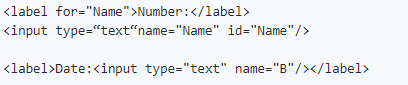 <label for="Name">Number:</label>
<input type=“text“name="Name" id="Name"/>
<label>Date:<input type="text" name="B"/></label>